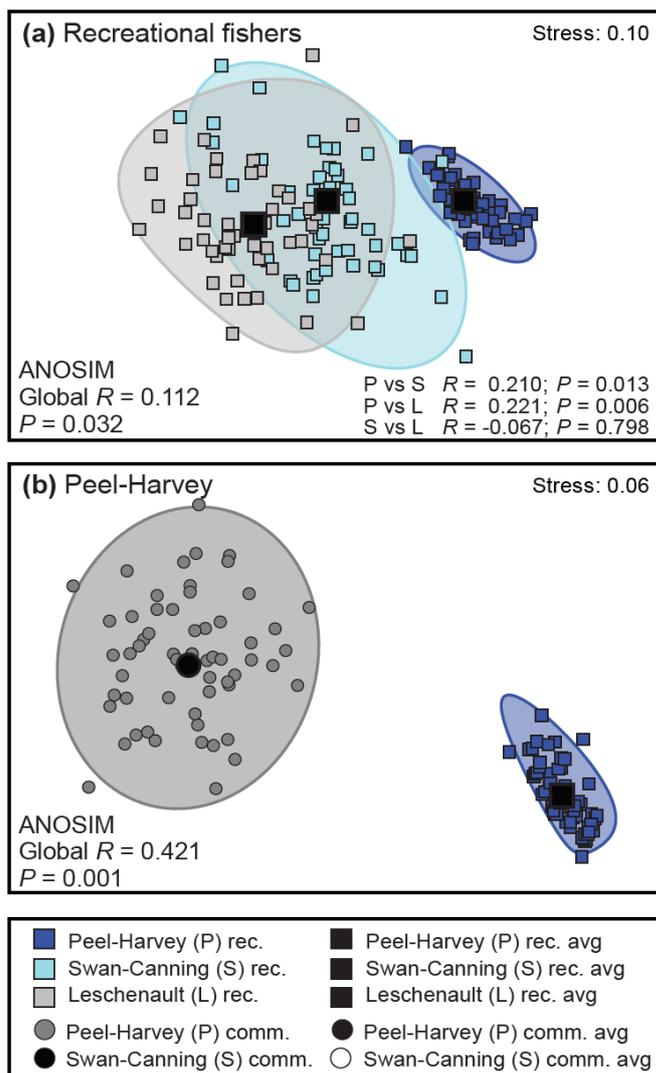 (a) Recreational fishers
Stress: 0.10
ANOSIM
Global R = 0.112
P = 0.032
P vs S R = 0.210; P = 0.013
P vs L R = 0.221; P = 0.006
S vs L R = -0.067; P = 0.798
(b) Peel-Harvey
Stress: 0.06
ANOSIM
Global R = 0.421
P = 0.001
Peel-Harvey (P) rec.
Swan-Canning (S) rec.
Leschenault (L) rec.
Peel-Harvey (P) comm.
Swan-Canning (S) comm.
Peel-Harvey (P) rec. avg
Swan-Canning (S) rec. avg
Leschenault (L) rec. avg
Peel-Harvey (P) comm. avg
Swan-Canning (S) comm. avg